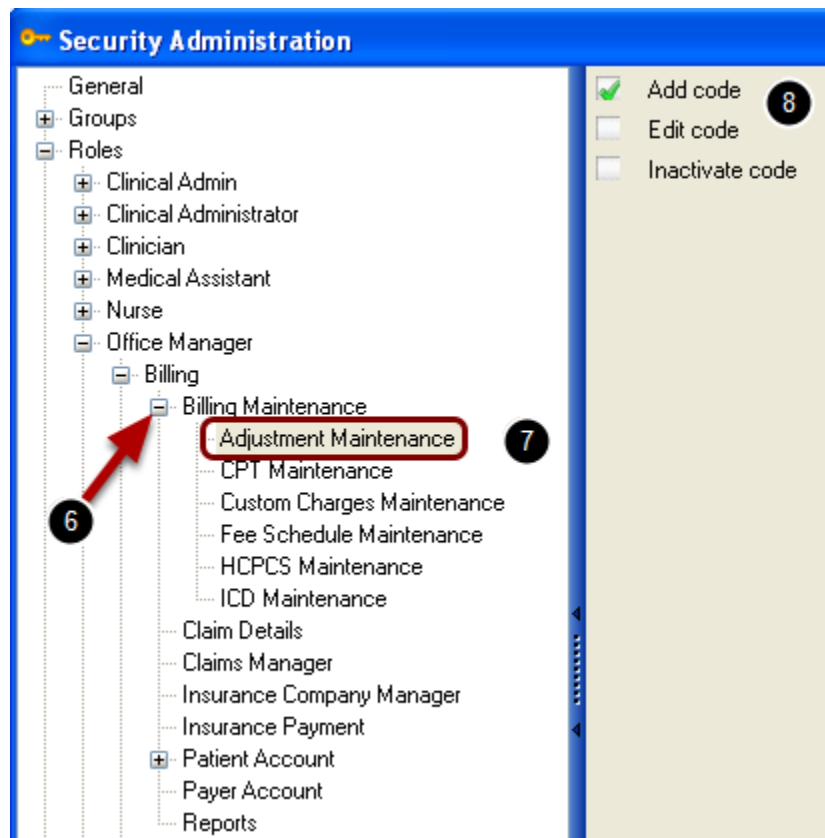 Security Administration
General
Groups
Roles
Clinical Admin
Clinical Administrator
Clinician
Medical Assistant
Nurse
Office Manager
Billing
Billing Maintenance
Adjustment Maintenance
7
CPT Maintenance
6
Custom Charges Maintenance
Fee Schedule Maintenance
HCPCS Maintenance
ICD Maintenance
Claim Details
Claims Manager
Insurance Company Manager
Insurance Payment
Patient Account
Payer Account
Reports
Add code
8
Edit code
Inactivate code